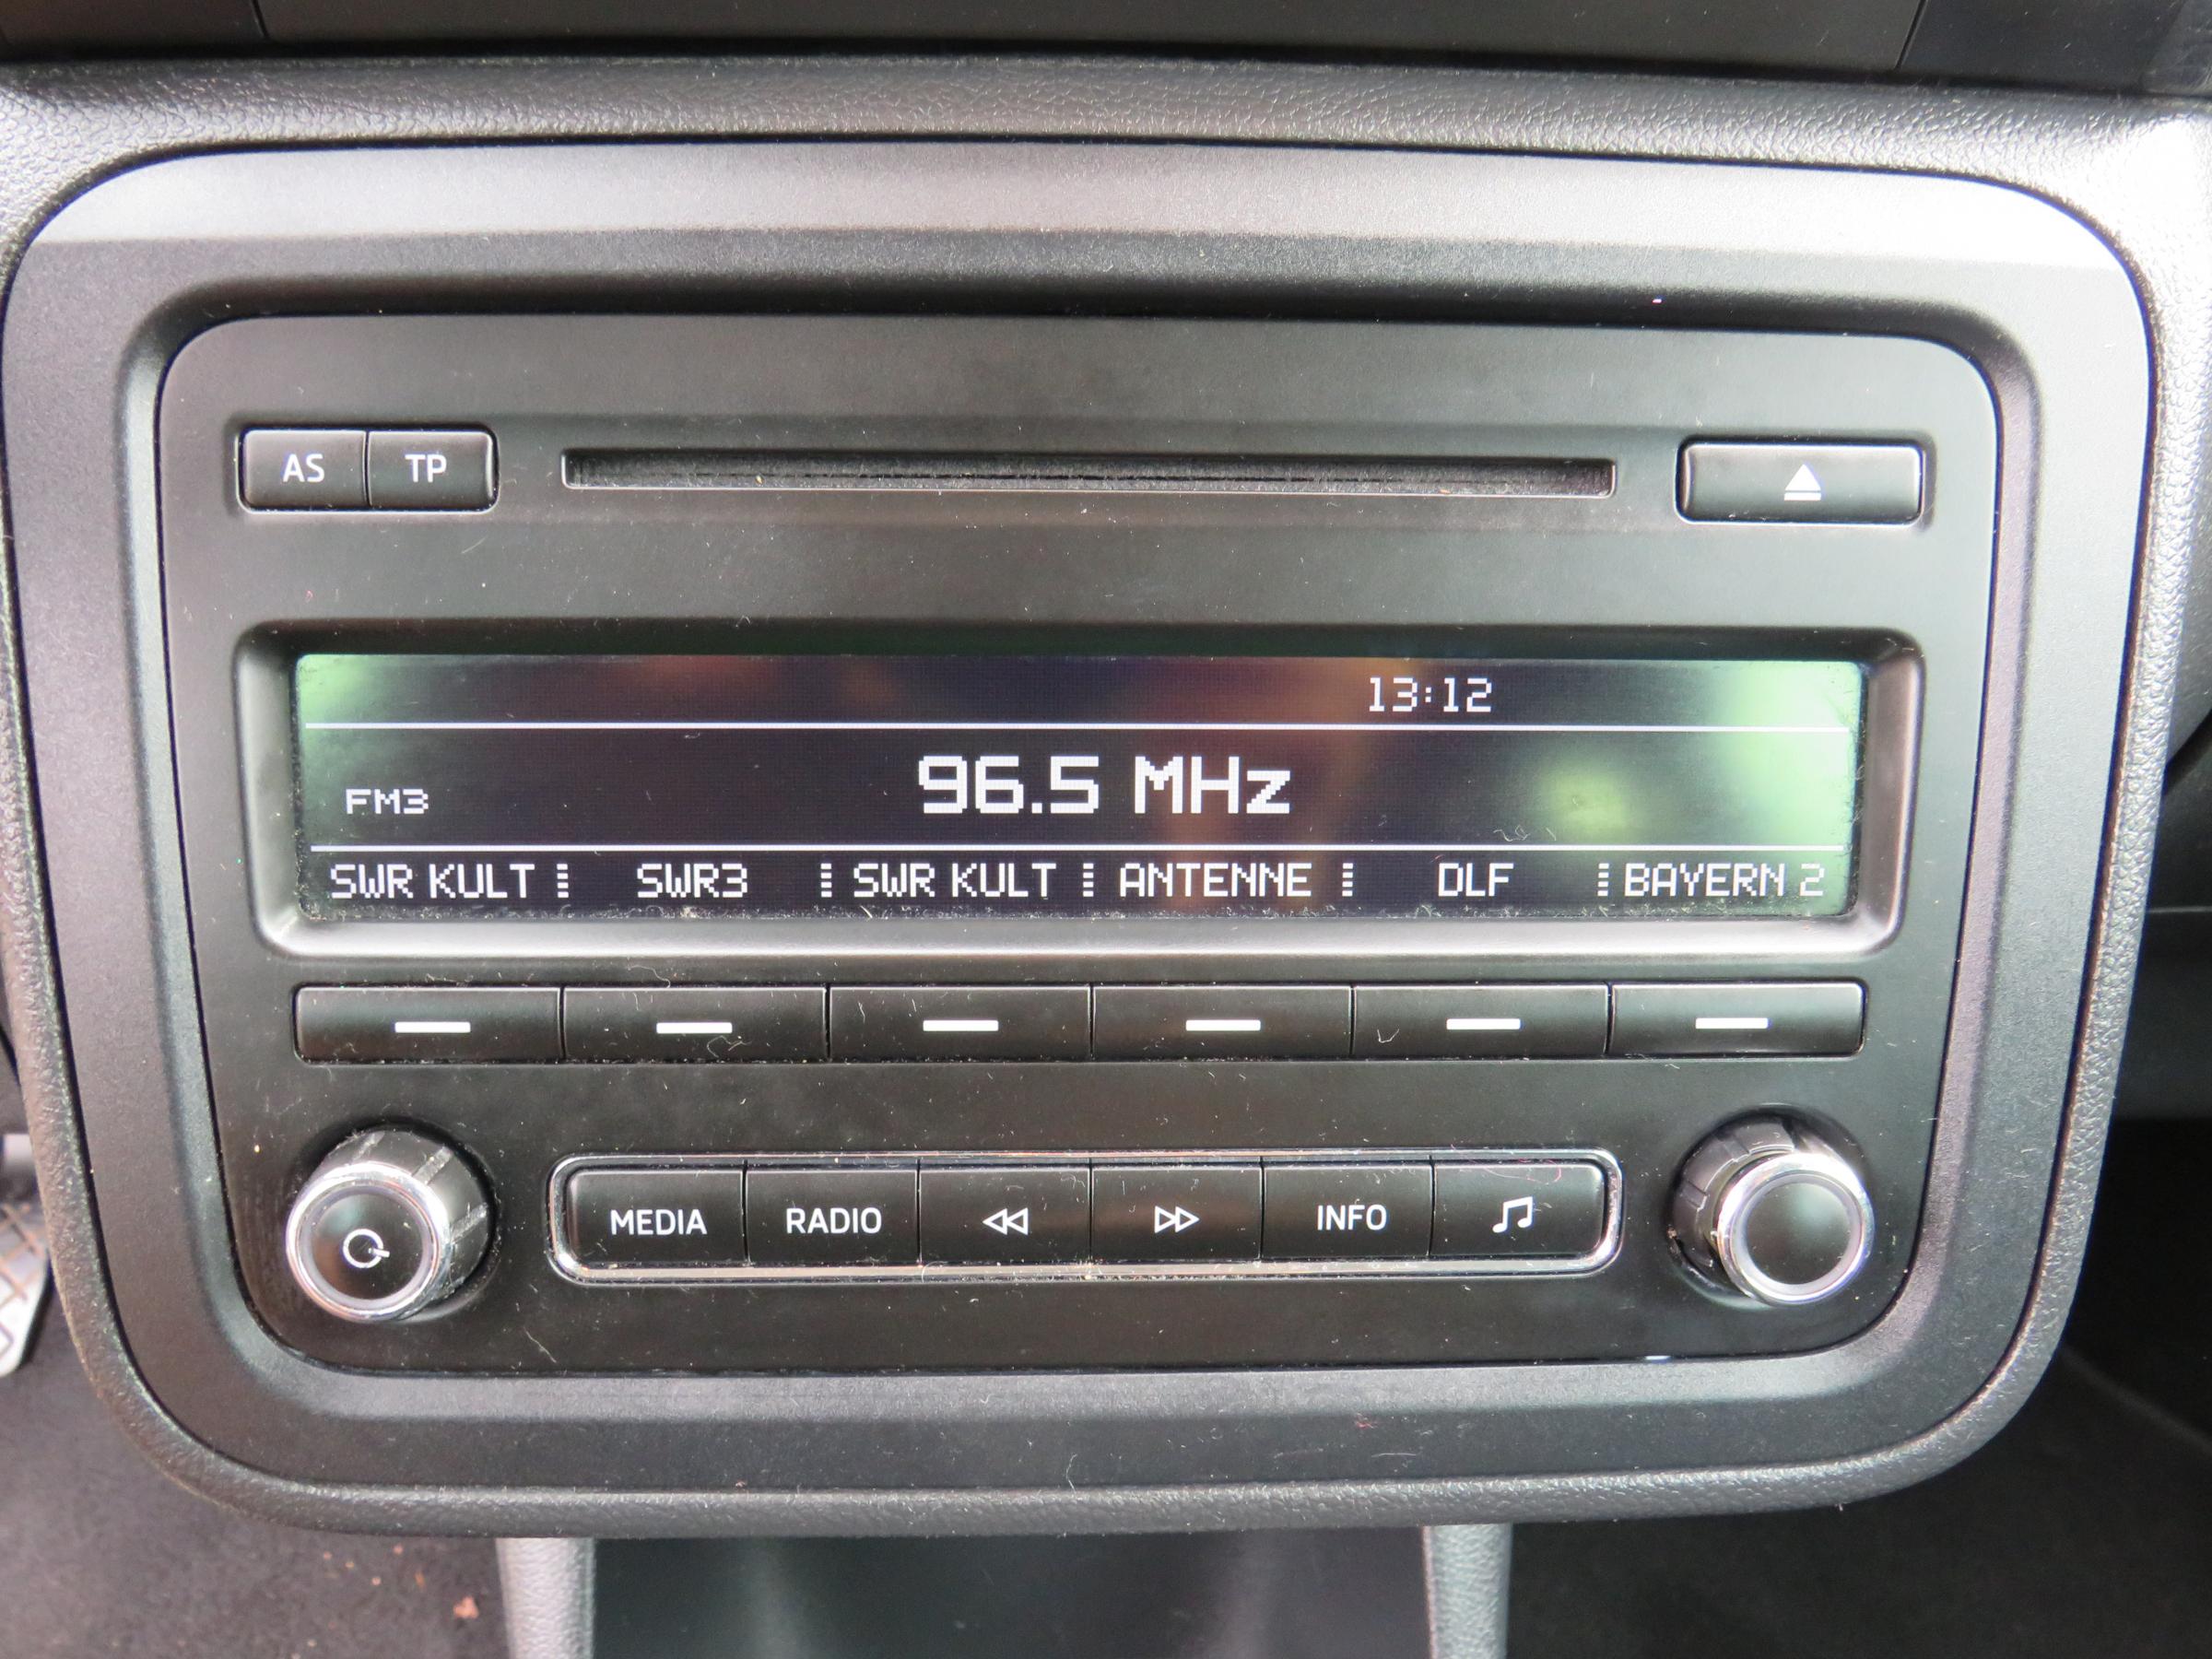 AS TP
13:12
FM3 96.5 MHz
SWR KULT SWR3 SWR KULT ANTENNE DLF BAYERN 2
MEDIA RADIO INFO